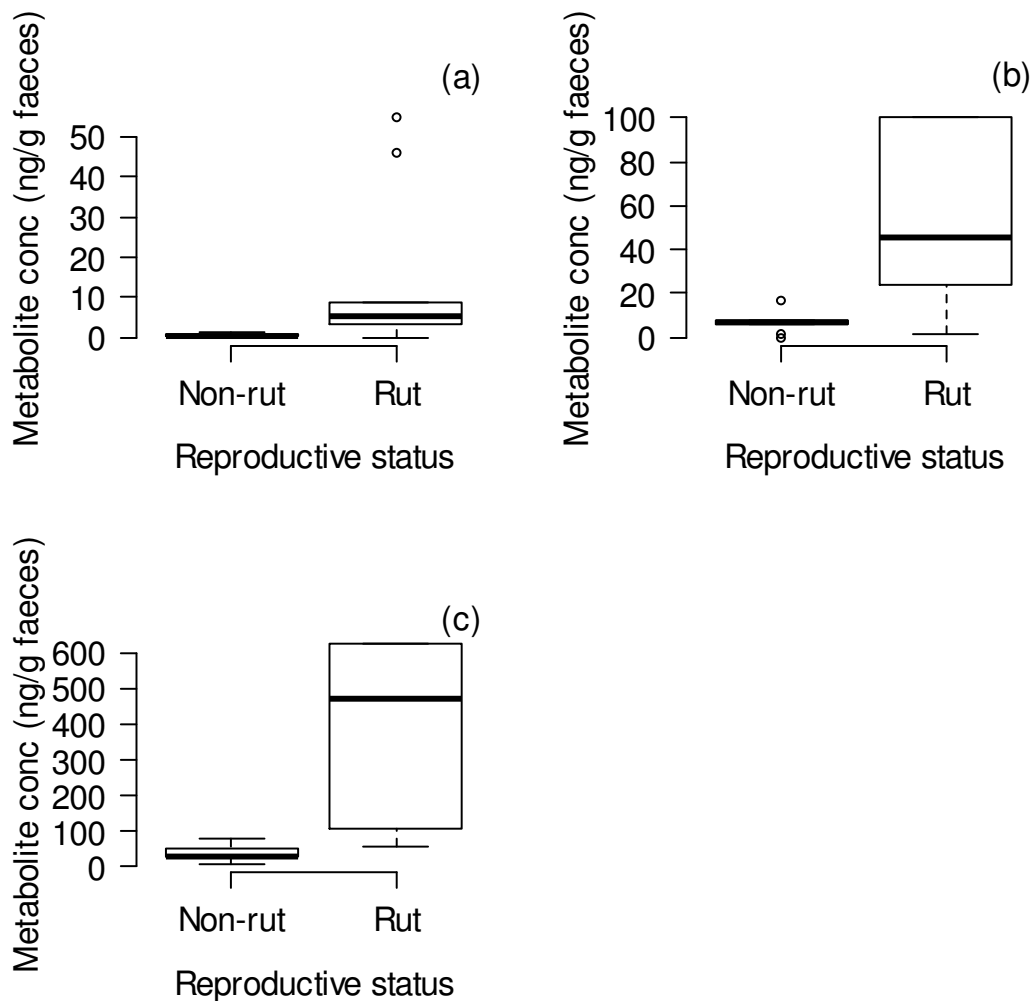 (a)
Metabolite conc (ng/g faeces)
50
40
30
20
10
0
Non-rut Rut
Reproductive status
(b)
Metabolite conc (ng/g faeces)
100
80
60
40
20
0
Non-rut Rut
Reproductive status
(c)
Metabolite conc (ng/g faeces)
600
500
400
300
200
100
0
Non-rut Rut
Reproductive status